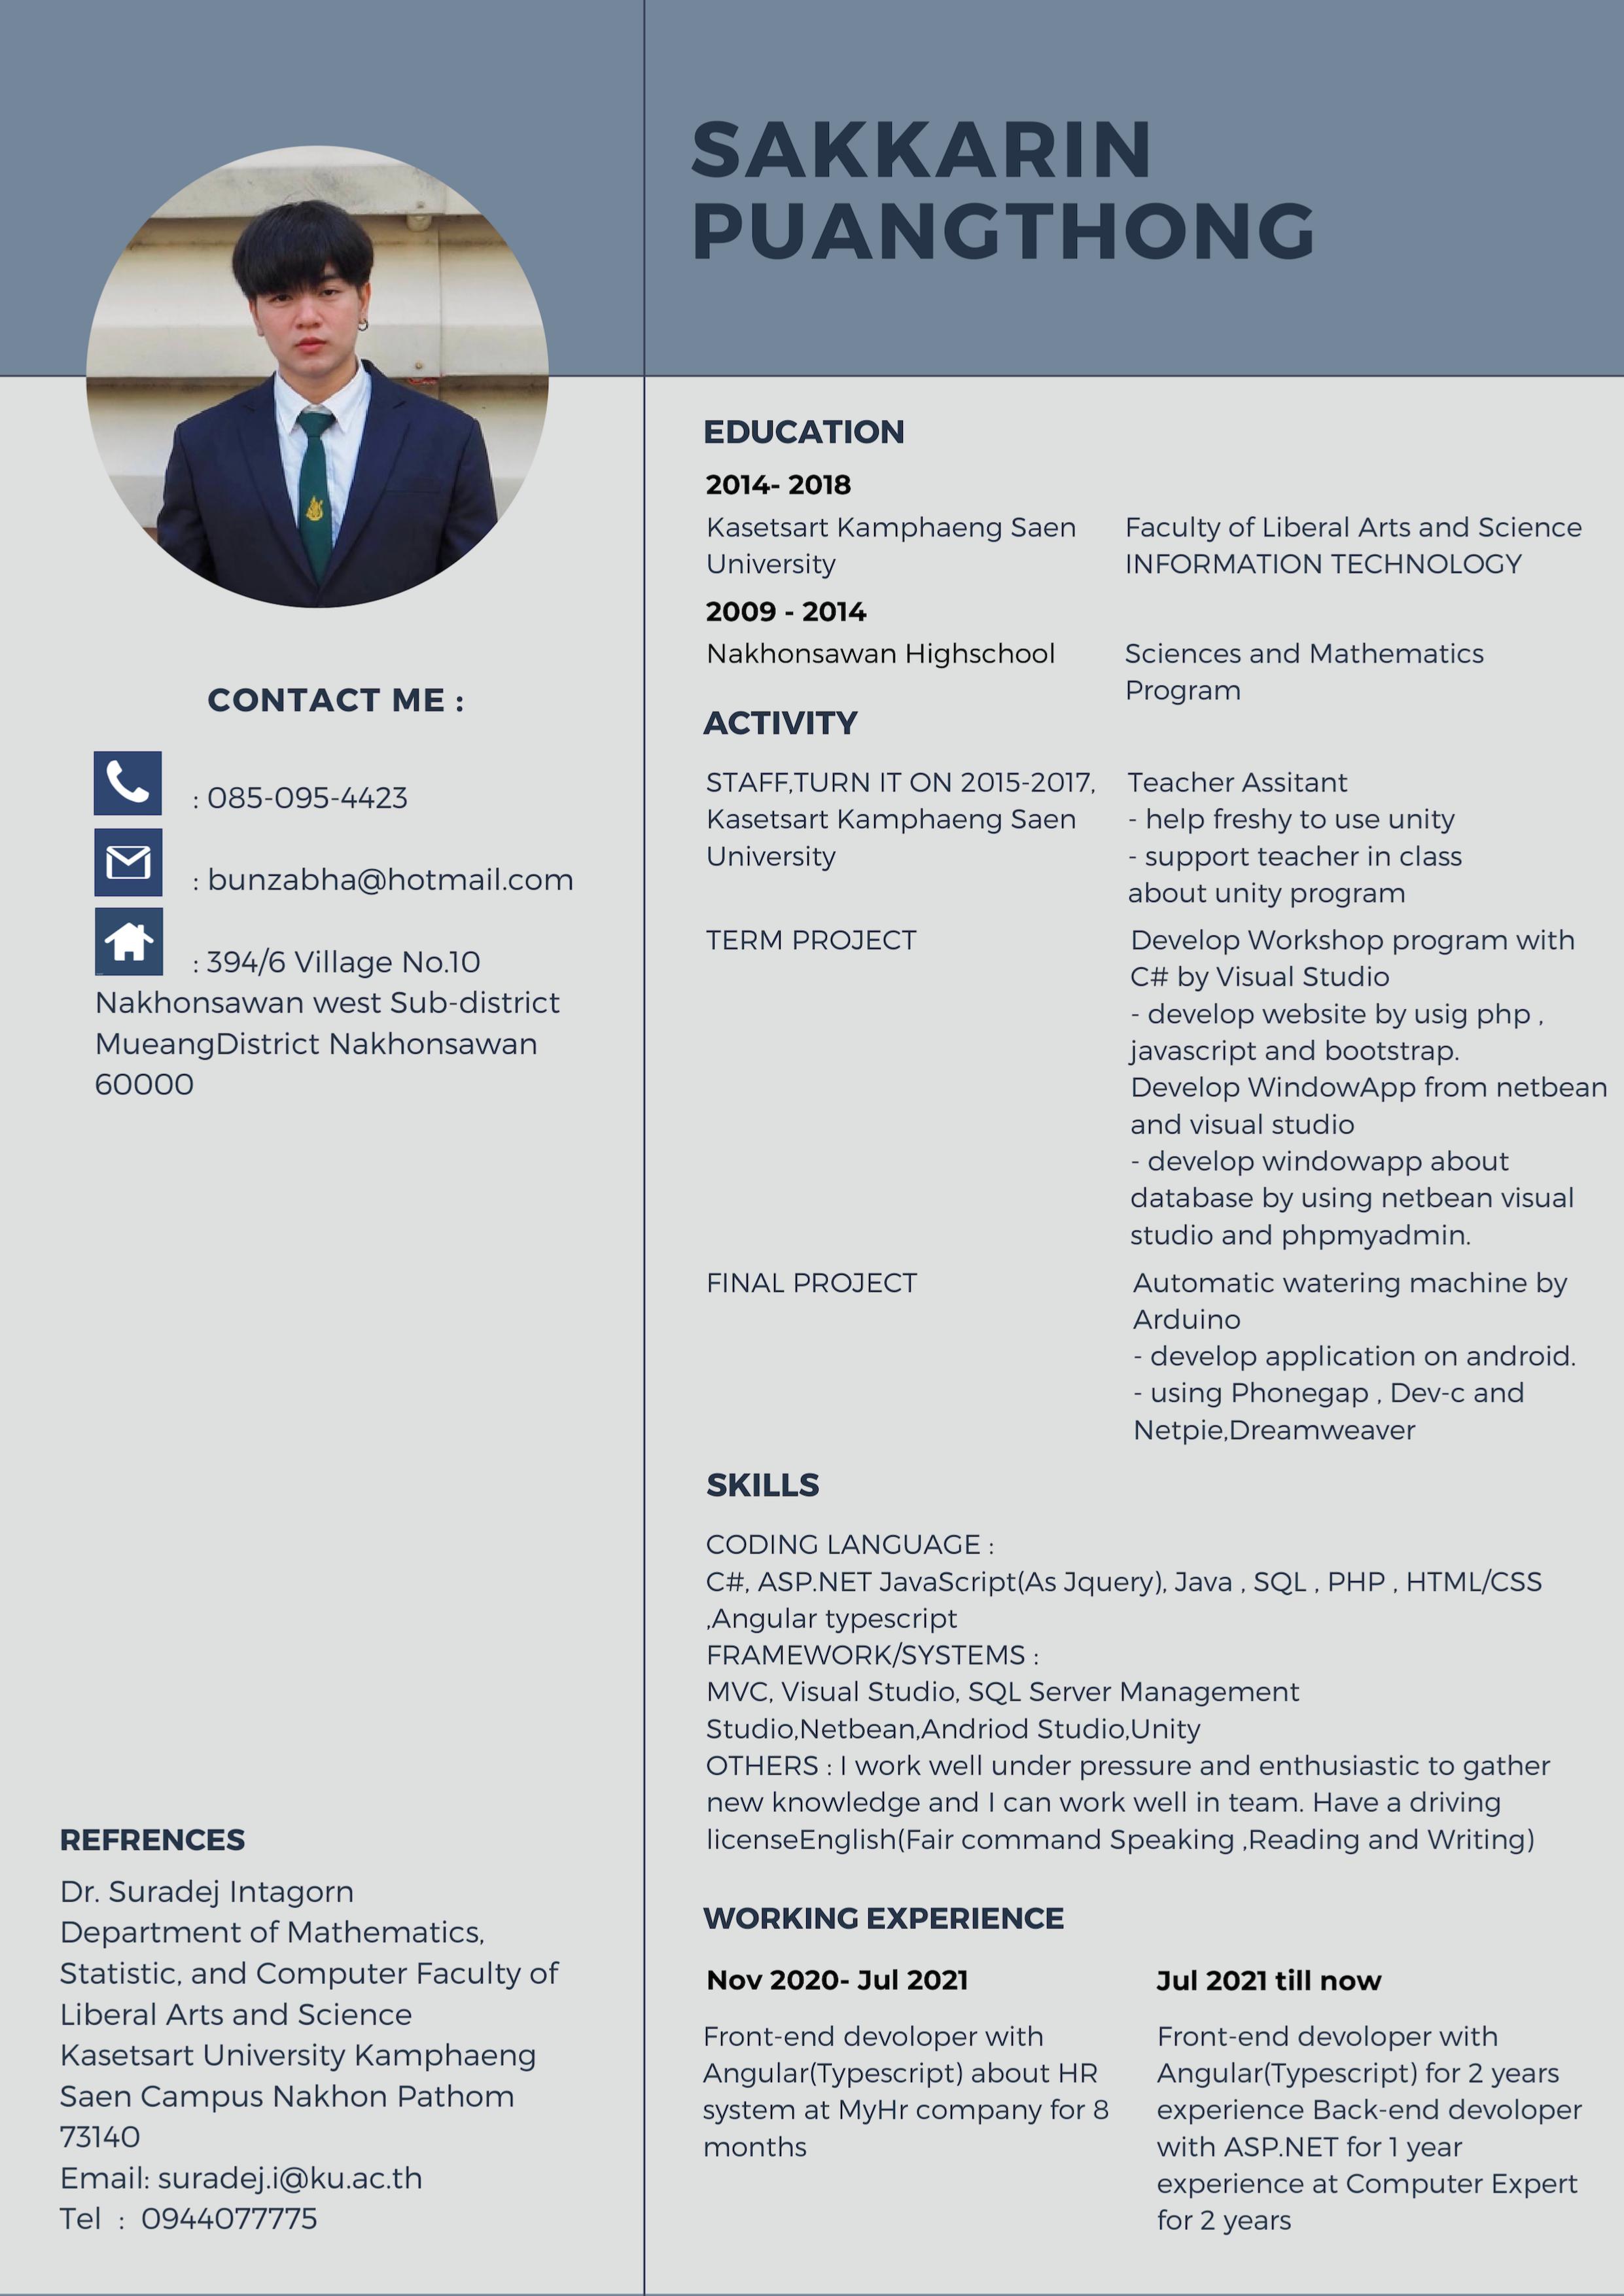 SAKKARIN
PUANGTHONG
CONTACT ME :
: 085-095-4423
: bunzabha@hotmail.com
: 394/6 Village No.10
Nakhonsawan west Sub-district
MueangDistrict Nakhonsawan
60000
REFRENCES
Dr. Suradej Intagorn
Department of Mathematics,
Statistic, and Computer Faculty of
Liberal Arts and Science
Kasetsart University Kamphaeng
Saen Campus Nakhon Pathom
73140
Email: suradej.i@ku.ac.th
Tel : 0944077775
EDUCATION
2014- 2018
Kasetsart Kamphaeng Saen
University
Faculty of Liberal Arts and Science
INFORMATION TECHNOLOGY
2009 - 2014
Nakhonsawan Highschool
Sciences and Mathematics
Program
ACTIVITY
STAFF,TURN IT ON 2015-2017,
Kasetsart Kamphaeng Saen
University
Teacher Assitant
- help freshy to use unity
- support teacher in class
about unity program
TERM PROJECT
Develop Workshop program with
C# by Visual Studio
- develop website by usig php ,
javascript and bootstrap.
Develop WindowApp from netbean
and visual studio
- develop windowapp about
database by using netbean visual
studio and phpmyadmin.
FINAL PROJECT
Automatic watering machine by
Arduino
- develop application on android.
- using Phonegap , Dev-c and
Netpie,Dreamweaver
SKILLS
CODING LANGUAGE :
C#, ASP.NET JavaScript(As Jquery), Java , SQL , PHP , HTML/CSS
,Angular typescript
FRAMEWORK/SYSTEMS :
MVC, Visual Studio, SQL Server Management
Studio,Netbean,Andriod Studio,Unity
OTHERS : I work well under pressure and enthusiastic to gather
new knowledge and I can work well in team. Have a driving
licenseEnglish(Fair command Speaking ,Reading and Writing)
WORKING EXPERIENCE
Nov 2020- Jul 2021
Front-end devoloper with
Angular(Typescript) about HR
system at MyHr company for 8
months
Jul 2021 till now
Front-end devoloper with
Angular(Typescript) for 2 years
experience Back-end devoloper
with ASP.NET for 1 year
experience at Computer Expert
for 2 years